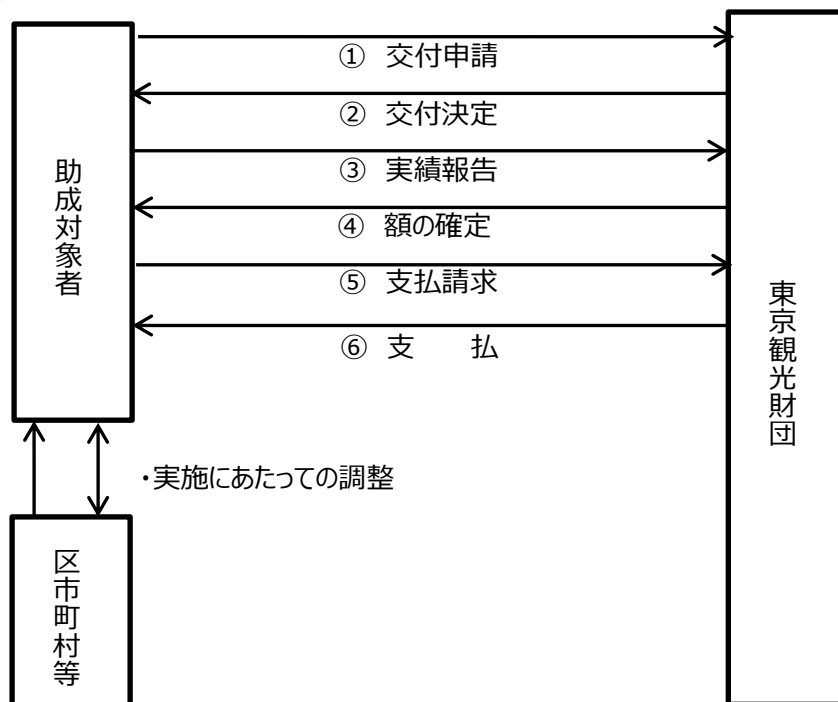 ① 交付申請
② 交付決定
③ 実績報告
④ 額の確定
⑤ 支払請求
⑥ 支　　払
助成対象者
東京観光財団
・実施にあたっての調整
区市町村等